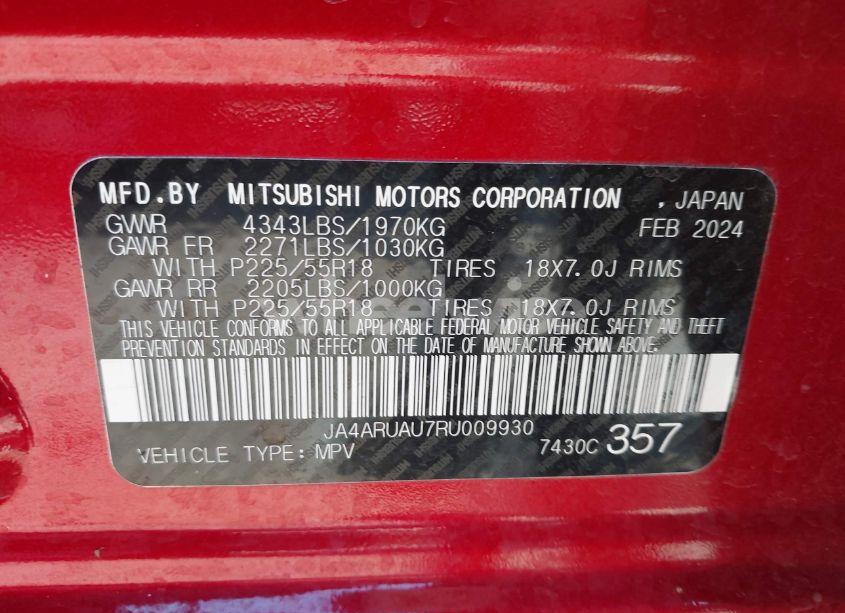 MFD.BY MITSUBISHI MOTORS CORPORATION , JAPAN
GVWR 4343LBS/1970KG FEB 2024
GAWR FR 2271LBS/1030KG
WITH P225/55R18 TIRES 18X7.0J RIMS
GAWR RR 2205LBS/1000KG
WITH P225/55R18 TIRES 18X7.0J RIMS
THIS VEHICLE CONFORMS TO ALL APPLICABLE FEDERAL MOTOR VEHICLE SAFETY AND THEFT
PREVENTION STANDARDS IN EFFECT ON THE DATE OF MANUFACTURE SHOWN ABOVE.
JA4ARUAU7RU009930
VEHICLE TYPE: MPV 7430C 357